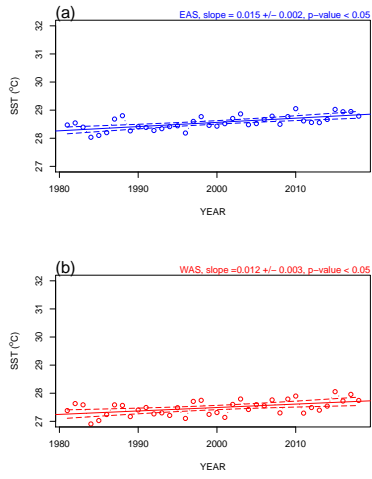 (a)
EAS, slope = 0.015 +/− 0.002, p−value < 0.05
32
31
30
29
28
27
SST (°C)
1980 1990 2000 2010
YEAR
(b)
WAS, slope =0.012 +/− 0.003, p−value < 0.05
32
31
30
29
28
27
SST (°C)
1980 1990 2000 2010
YEAR